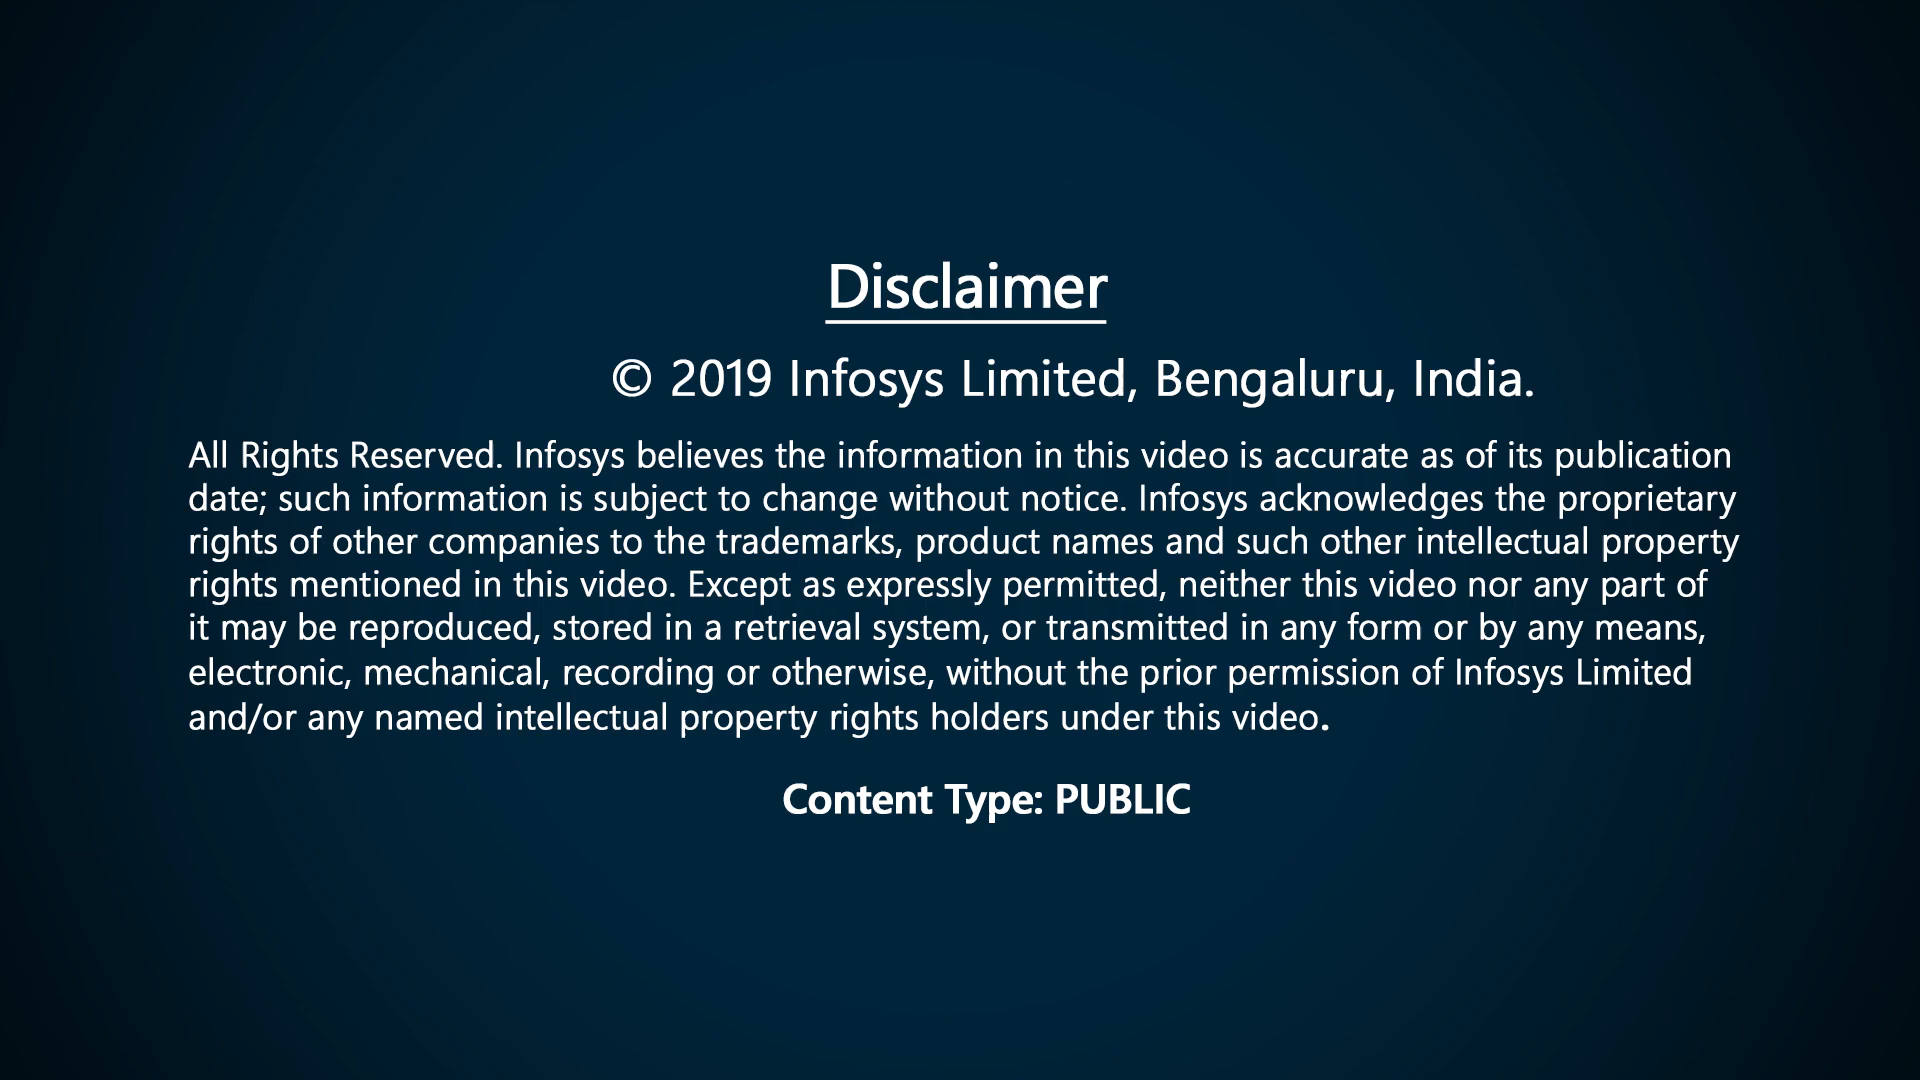 Disclaimer
© 2019 Infosys Limited, Bengaluru, India.
All Rights Reserved. Infosys believes the information in this video is accurate as of its publication
date; such information is subject to change without notice. Infosys acknowledges the proprietary
rights of other companies to the trademarks, product names and such other intellectual property
rights mentioned in this video. Except as expressly permitted, neither this video nor any part of
it may be reproduced, stored in a retrieval system, or transmitted in any form or by any means,
electronic, mechanical, recording or otherwise, without the prior permission of Infosys Limited
and/or any named intellectual property rights holders under this video.
Content Type: PUBLIC